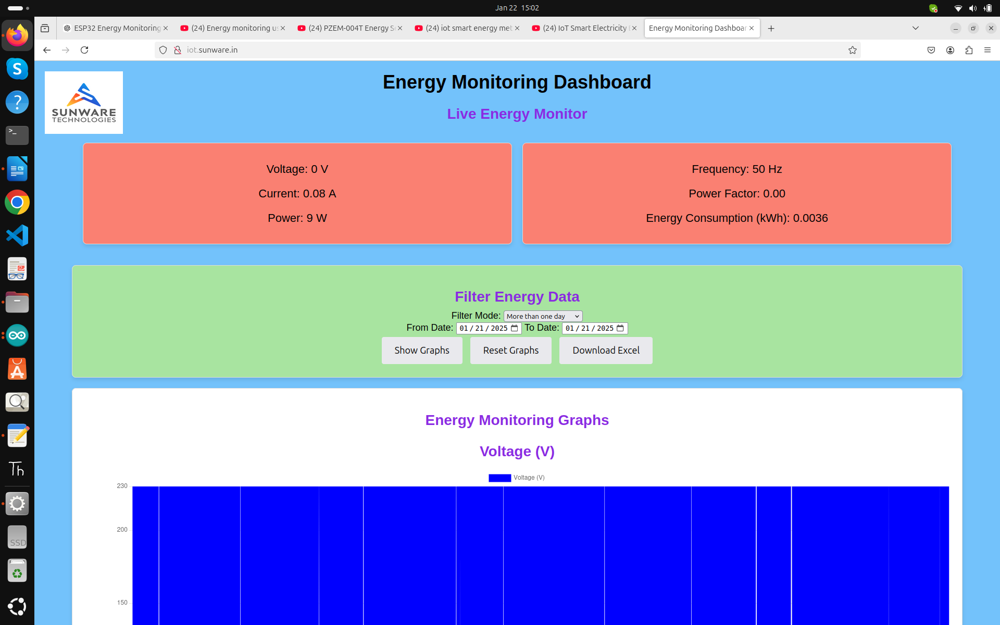 Jan 22 15:02
ESP32 Energy Monitoring
(24) Energy monitoring us
(24) PZEM-004T Energy Se
(24) iot smart energy met
(24) IoT Smart Electricity
Energy Monitoring Dashboar
iot.sunware.in
SUNWARE
TECHNOLOGIES
Energy Monitoring Dashboard
Live Energy Monitor
Voltage: 0 V
Current: 0.08 A
Power: 9 W
Frequency: 50 Hz
Power Factor: 0.00
Energy Consumption (kWh): 0.0036
Filter Energy Data
Filter Mode: More than one day
From Date: 01/21/2025 To Date: 01/21/2025
Show Graphs Reset Graphs Download Excel
Energy Monitoring Graphs
Voltage (V)
Voltage (V)
230
200
150
S
?
>_
A
Th
SSD